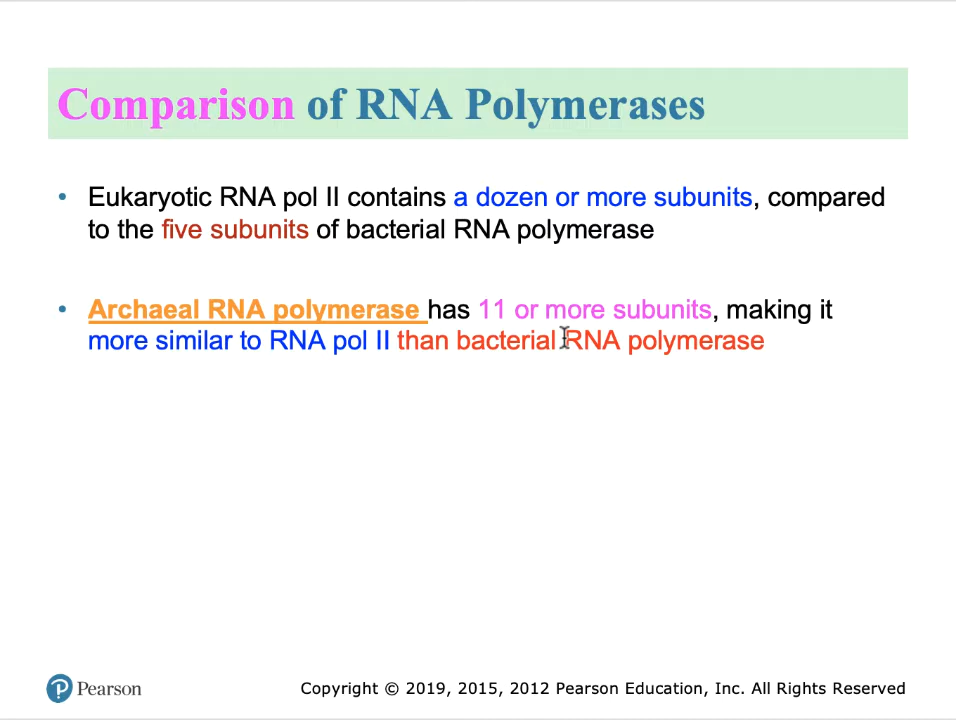 Comparison of RNA Polymerases
• Eukaryotic RNA pol II contains a dozen or more subunits, compared
to the five subunits of bacterial RNA polymerase
• Archaeal RNA polymerase has 11 or more subunits, making it
more similar to RNA pol II than bacterial RNA polymerase
Pearson
Copyright © 2019, 2015, 2012 Pearson Education, Inc. All Rights Reserved